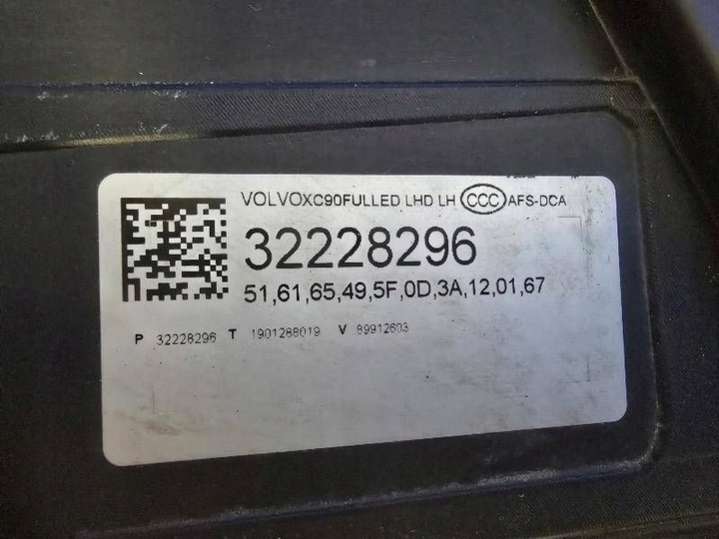 VOLVOXC90FULLED LHD LH CCC AFS-DCA
32228296
51,61,65,49,5F,0D,3A,12,01,67
P 32228296 T 1901288019 V 89912603